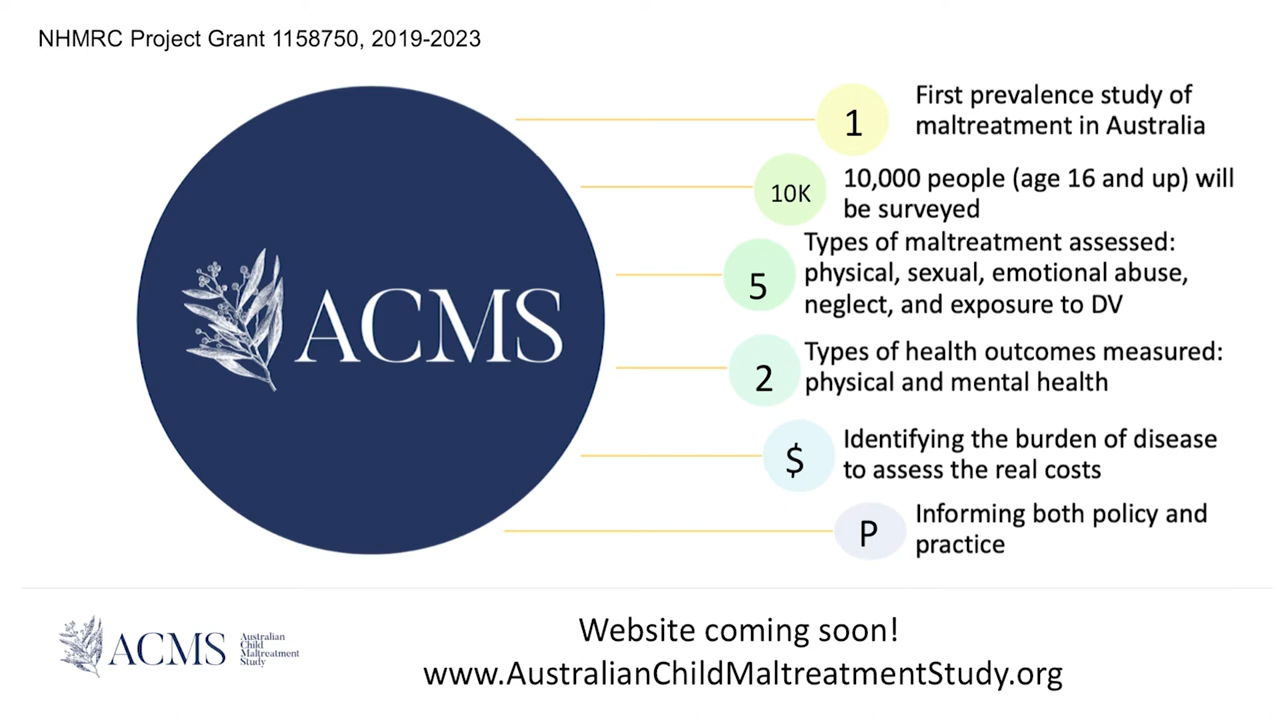 NHMRC Project Grant 1158750, 2019-2023
ACMS
1
First prevalence study of
maltreatment in Australia
10K
10,000 people (age 16 and up) will
be surveyed
5
Types of maltreatment assessed:
physical, sexual, emotional abuse,
neglect, and exposure to DV
2
Types of health outcomes measured:
physical and mental health
$
Identifying the burden of disease
to assess the real costs
P
Informing both policy and
practice
ACMS
Australian
Child
Maltreatment
Study
Website coming soon!
www.AustralianChildMaltreatmentStudy.org